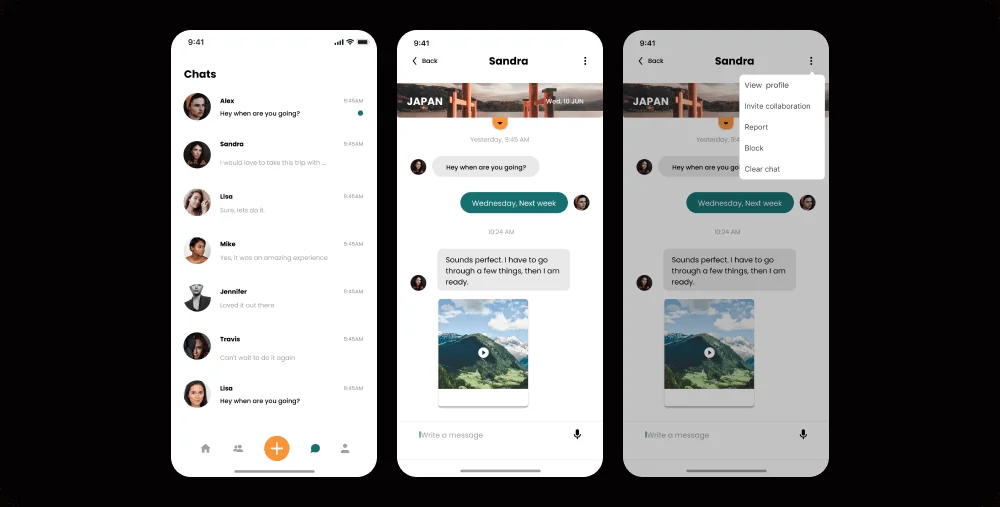 9:41
Chats
Alex
9:45AM
Hey when are you going?
Sandra
9:45AM
I would love to take this trip with ...
Lisa
9:45AM
Sure, lets do it.
Mike
9:45AM
Yes, it was an amazing experience
Jennifer
9:45AM
Loved it out there
Travis
9:45AM
Can't wait to do it again
Lisa
9:45AM
Hey when are you going?
9:41
Back
Sandra
JAPAN
Wed, 10 JUN
Yesterday, 9:45 AM
Hey when are you going?
Wednesday, Next week
10:24 AM
Sounds perfect. I have to go
through a few things, then I am
ready.
Write a message
9:41
Back
Sandra
View profile
Invite collaboration
Report
Block
Clear chat
JAPAN
Yesterday, 9:45
Hey when are you going?
Wednesday, Next week
10:24 AM
Sounds perfect. I have to go
through a few things, then I am
ready.
Write a message